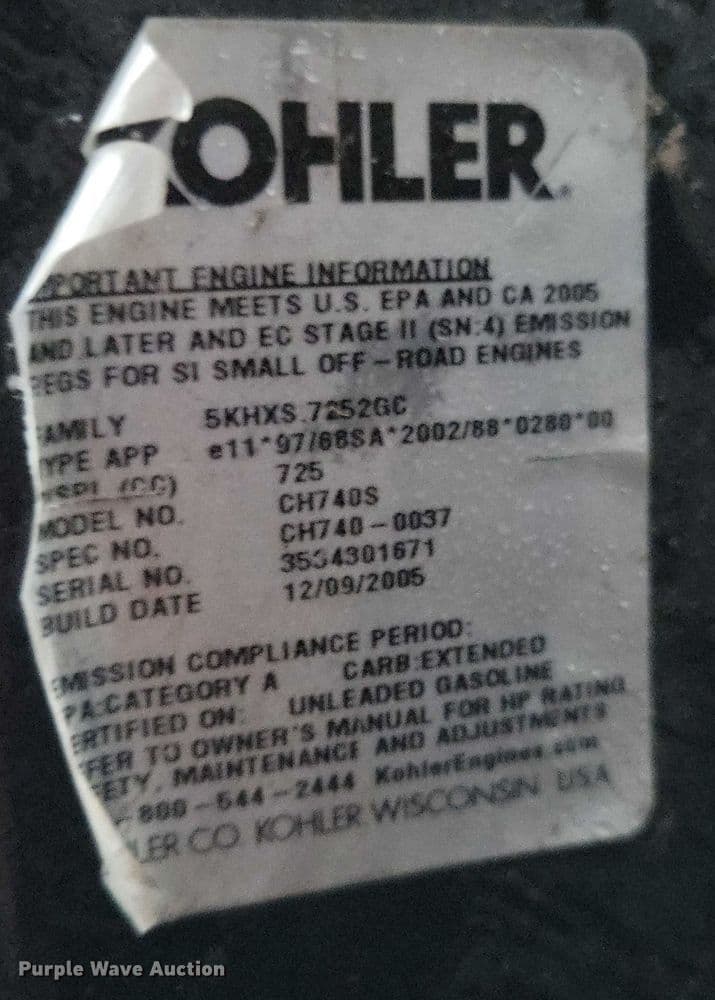 KOHLER
IMPORTANT ENGINE INFORMATION
THIS ENGINE MEETS U.S. EPA AND CA 2005
AND LATER AND EC STAGE II (SN:4) EMISSION
REGS FOR SI SMALL OFF-ROAD ENGINES
FAMILY 5KHXS.7252GC
TYPE APP e11*97/68SA*2002/88*0280*00
DSPL (CC) 725
MODEL NO. CH740S
SPEC NO. CH740-0037
SERIAL NO. 3534301671
BUILD DATE 12/09/2005
EMISSION COMPLIANCE PERIOD:
EPA:CATEGORY A CARB:EXTENDED
CERTIFIED ON: UNLEADED GASOLINE
REFER TO OWNER'S MANUAL FOR HP RATING
SAFETY, MAINTENANCE AND ADJUSTMENTS
-800-544-2444 KohlerEngines.com
KOHLER CO. KOHLER WISCONSIN USA
Purple Wave Auction